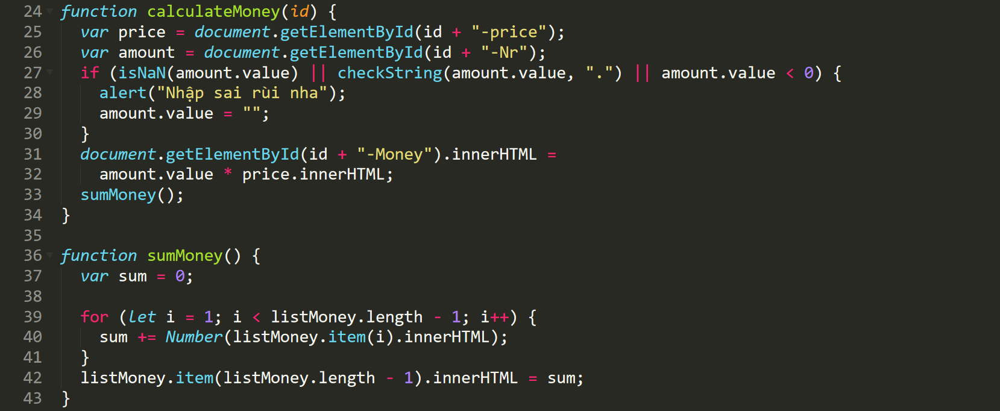 24 function calculateMoney(id) {
25 var price = document.getElementById(id + "-price");
26 var amount = document.getElementById(id + "-Nr");
27 if (isNaN(amount.value) || checkString(amount.value, ".") || amount.value < 0) {
28 alert("Nhập sai rùi nha");
29 amount.value = "";
30 }
31 document.getElementById(id + "-Money").innerHTML =
32 amount.value * price.innerHTML;
33 sumMoney();
34 }
35
36 function sumMoney() {
37 var sum = 0;
38
39 for (let i = 1; i < listMoney.length - 1; i++) {
40 sum += Number(listMoney.item(i).innerHTML);
41 }
42 listMoney.item(listMoney.length - 1).innerHTML = sum;
43 }